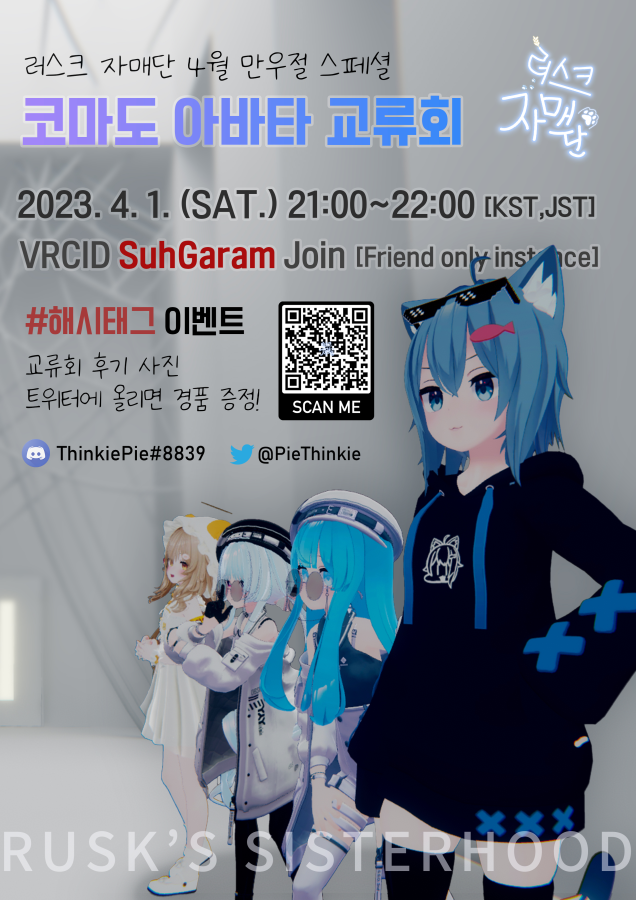 러스크 자매단 4월 만우절 스페셜
러스크
자매단
코마도 아바타 교류회
2023. 4. 1. (SAT.) 21:00~22:00 [KST,JST]
VRCID SuhGaram Join [Friend only instance]
#해시태그 이벤트
교류회 후기 사진
트위터에 올리면 경품 증정!
SCAN ME
ThinkiePie#8839 @PieThinkie
RUSK'S SISTERHOOD